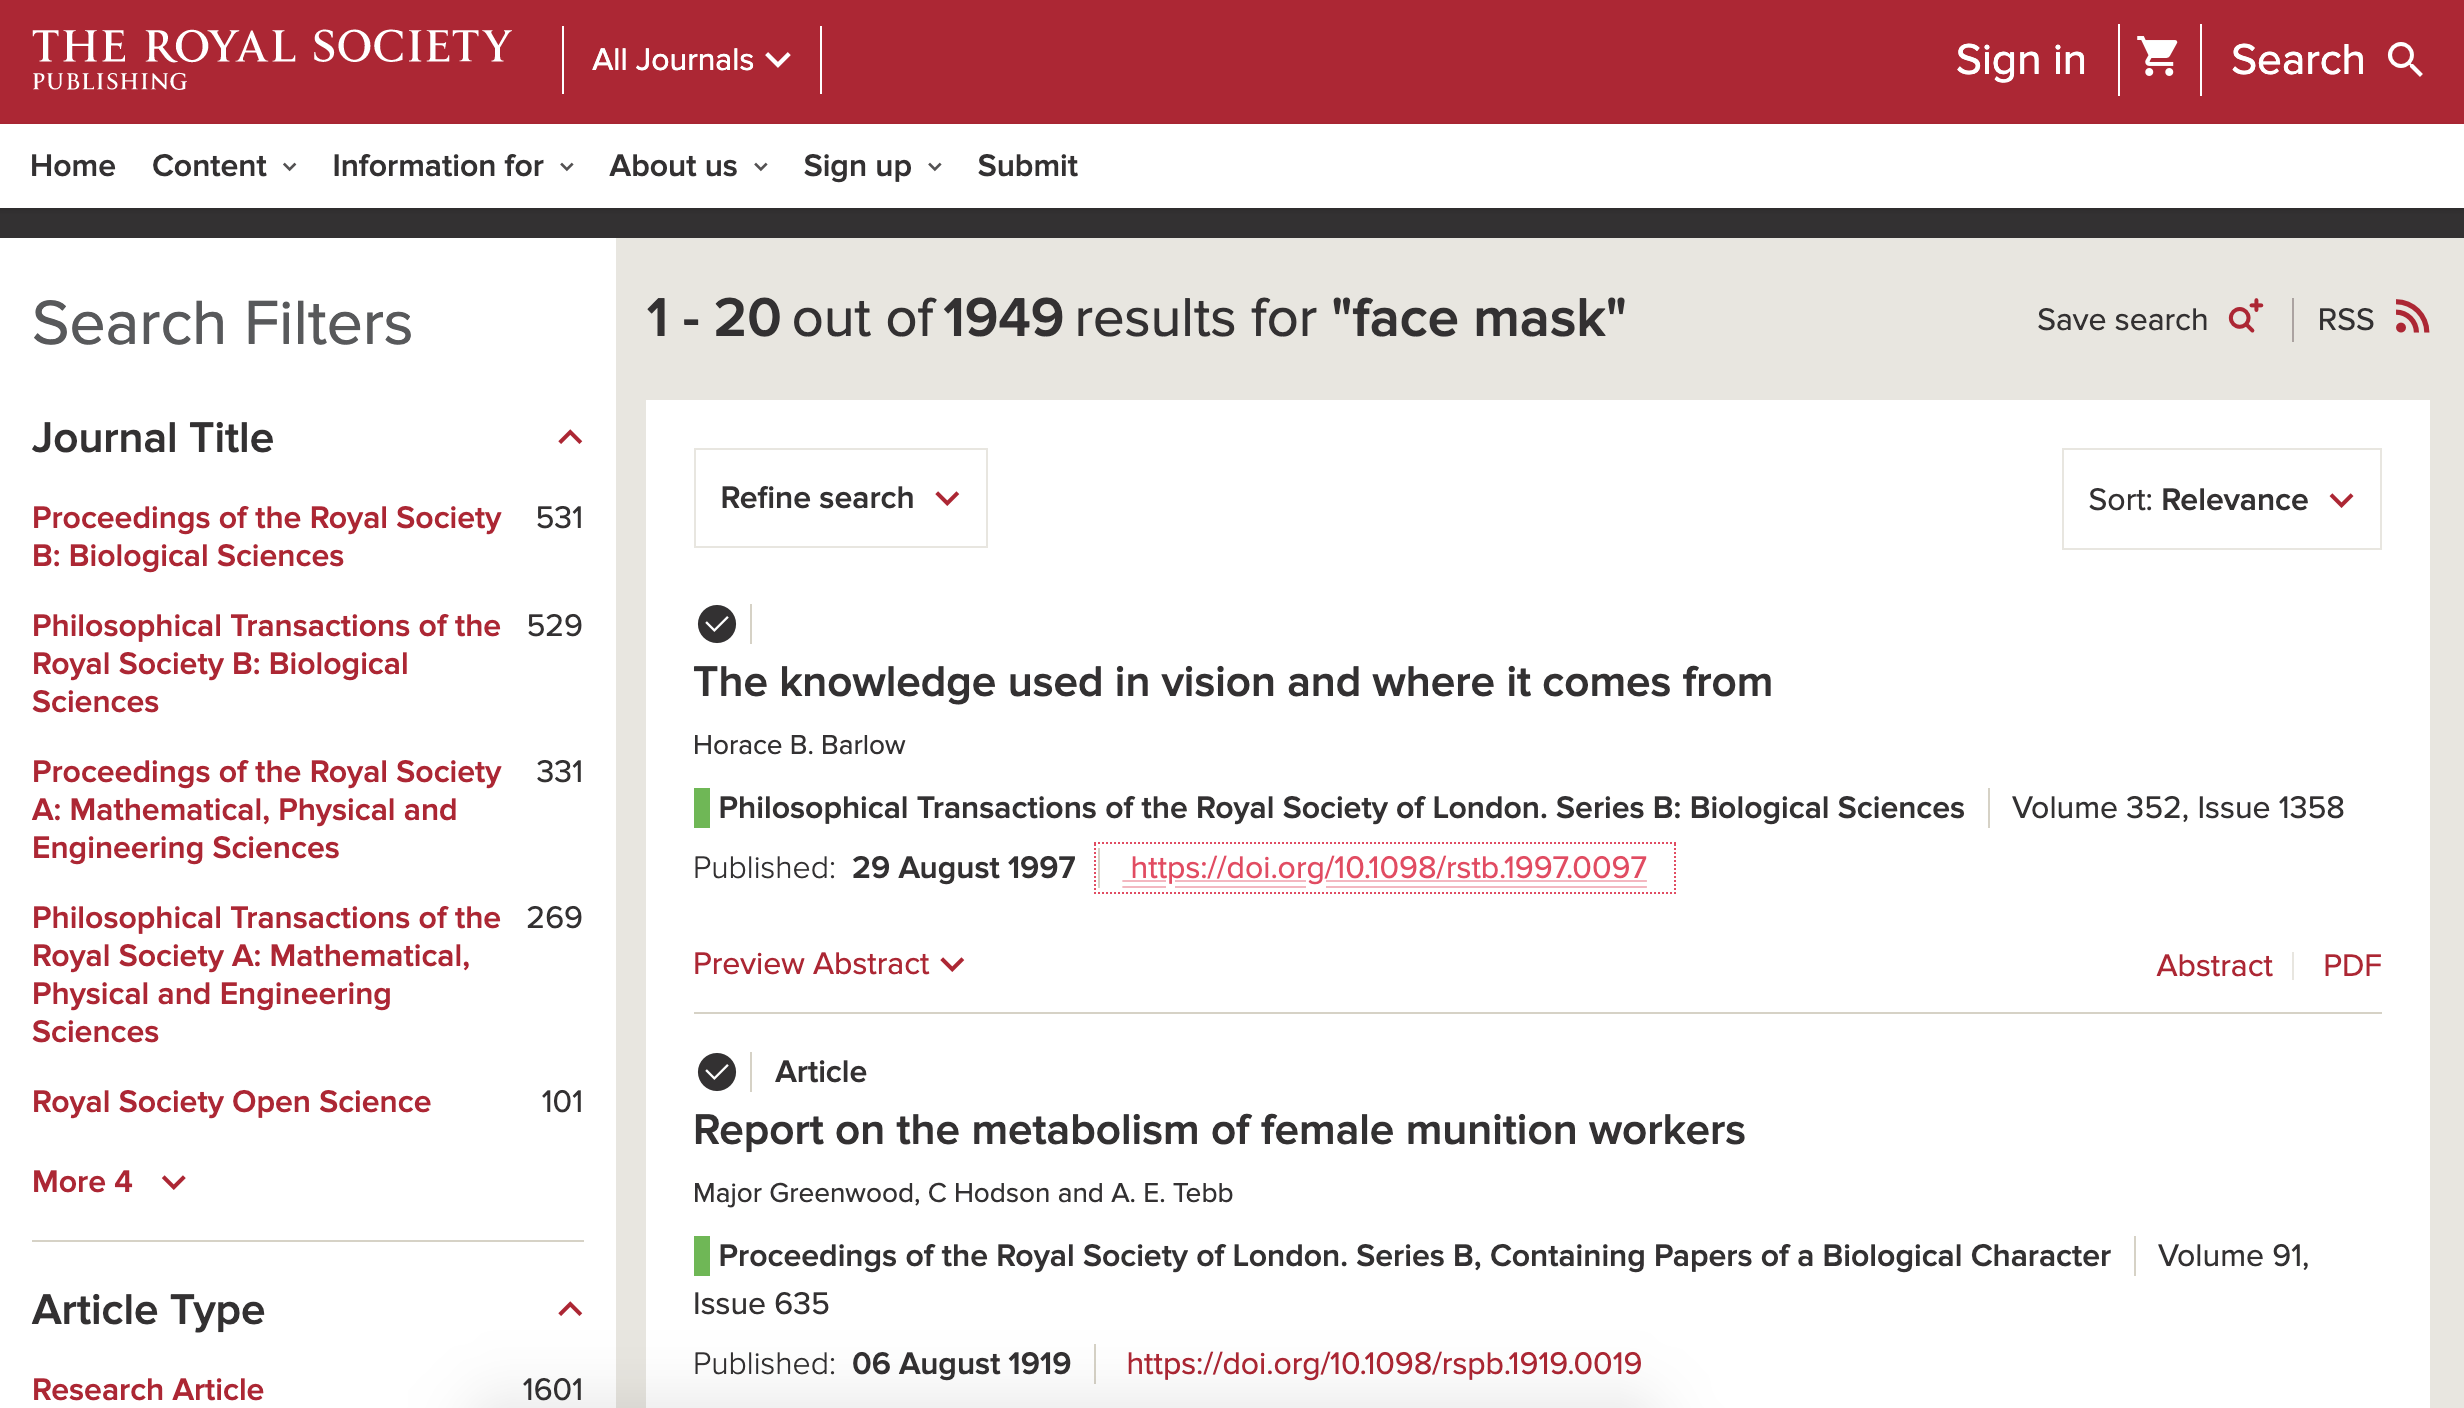 THE ROYAL SOCIETY
PUBLISHING
All Journals
Sign in
Search
Home
Content
Information for
About us
Sign up
Submit
Search Filters
Journal Title
Proceedings of the Royal Society 531
B: Biological Sciences
Philosophical Transactions of the 529
Royal Society B: Biological
Sciences
Proceedings of the Royal Society 331
A: Mathematical, Physical and
Engineering Sciences
Philosophical Transactions of the 269
Royal Society A: Mathematical,
Physical and Engineering
Sciences
Royal Society Open Science 101
More 4
Article Type
Research Article 1601
1 - 20 out of 1949 results for "face mask"
Save search
RSS
Refine search
Sort: Relevance
The knowledge used in vision and where it comes from
Horace B. Barlow
Philosophical Transactions of the Royal Society of London. Series B: Biological Sciences Volume 352, Issue 1358
Published: 29 August 1997 https://doi.org/10.1098/rstb.1997.0097
Preview Abstract
Abstract
PDF
Article
Report on the metabolism of female munition workers
Major Greenwood, C Hodson and A. E. Tebb
Proceedings of the Royal Society of London. Series B, Containing Papers of a Biological Character Volume 91,
Issue 635
Published: 06 August 1919 https://doi.org/10.1098/rspb.1919.0019